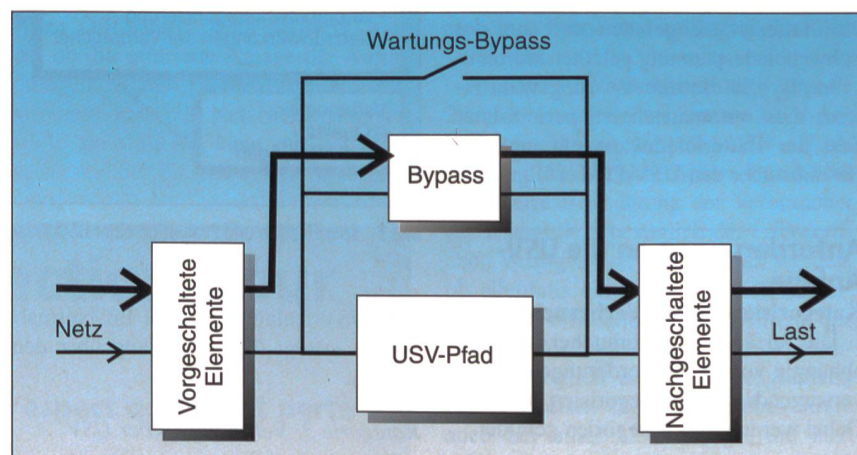 Wartungs-Bypass
Bypass
Vorgeschaltete
Elemente
Netz
USV-Pfad
Nachgeschaltete
Elemente
Last